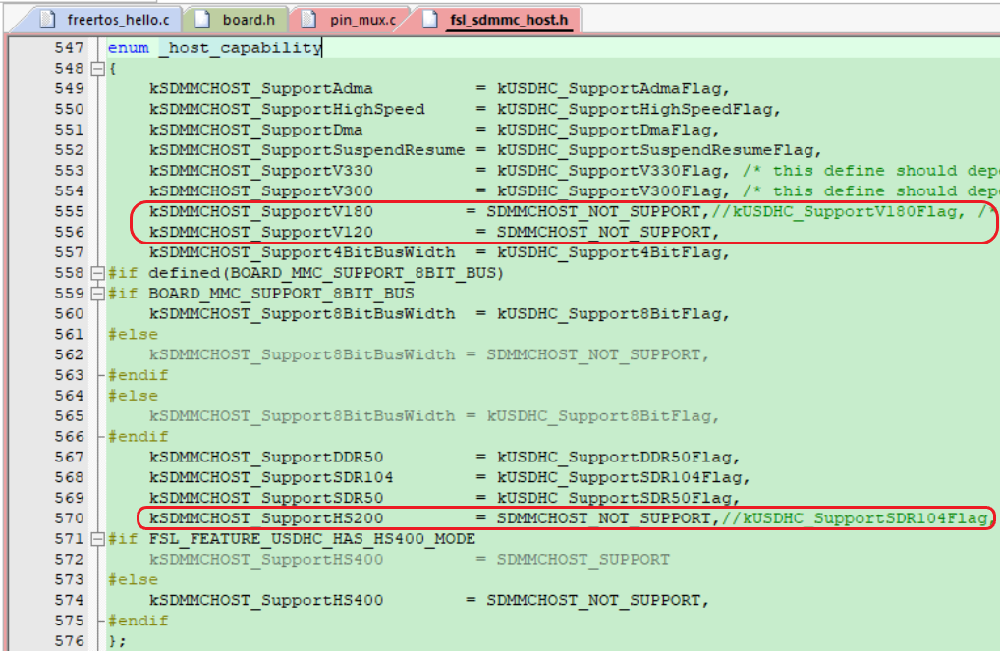 freertos_hello.c board.h pin_mux.c fsl_sdmmc_host.h
547 enum _host_capability
548 {
549 kSDMMCHOST_SupportAdma = kUSDHC_SupportAdmaFlag,
550 kSDMMCHOST_SupportHighSpeed = kUSDHC_SupportHighSpeedFlag,
551 kSDMMCHOST_SupportDma = kUSDHC_SupportDmaFlag,
552 kSDMMCHOST_SupportSuspendResume = kUSDHC_SupportSuspendResumeFlag,
553 kSDMMCHOST_SupportV330 = kUSDHC_SupportV330Flag, /* this define should depe
554 kSDMMCHOST_SupportV300 = kUSDHC_SupportV300Flag, /* this define should depe
555 kSDMMCHOST_SupportV180 = SDMMCHOST_NOT_SUPPORT,//kUSDHC_SupportV180Flag, /*
556 kSDMMCHOST_SupportV120 = SDMMCHOST_NOT_SUPPORT,
557 kSDMMCHOST_Support4BitBusWidth = kUSDHC_Support4BitFlag,
558 #if defined(BOARD_MMC_SUPPORT_8BIT_BUS)
559 #if BOARD_MMC_SUPPORT_8BIT_BUS
560 kSDMMCHOST_Support8BitBusWidth = kUSDHC_Support8BitFlag,
561 #else
562 kSDMMCHOST_Support8BitBusWidth = SDMMCHOST_NOT_SUPPORT,
563 #endif
564 #else
565 kSDMMCHOST_Support8BitBusWidth = kUSDHC_Support8BitFlag,
566 #endif
567 kSDMMCHOST_SupportDDR50 = kUSDHC_SupportDDR50Flag,
568 kSDMMCHOST_SupportSDR104 = kUSDHC_SupportSDR104Flag,
569 kSDMMCHOST_SupportSDR50 = kUSDHC_SupportSDR50Flag,
570 kSDMMCHOST_SupportHS200 = SDMMCHOST_NOT_SUPPORT,//kUSDHC_SupportSDR104Flag,
571 #if FSL_FEATURE_USDHC_HAS_HS400_MODE
572 kSDMMCHOST_SupportHS400 = SDMMCHOST_SUPPORT
573 #else
574 kSDMMCHOST_SupportHS400 = SDMMCHOST_NOT_SUPPORT,
575 #endif
576 };